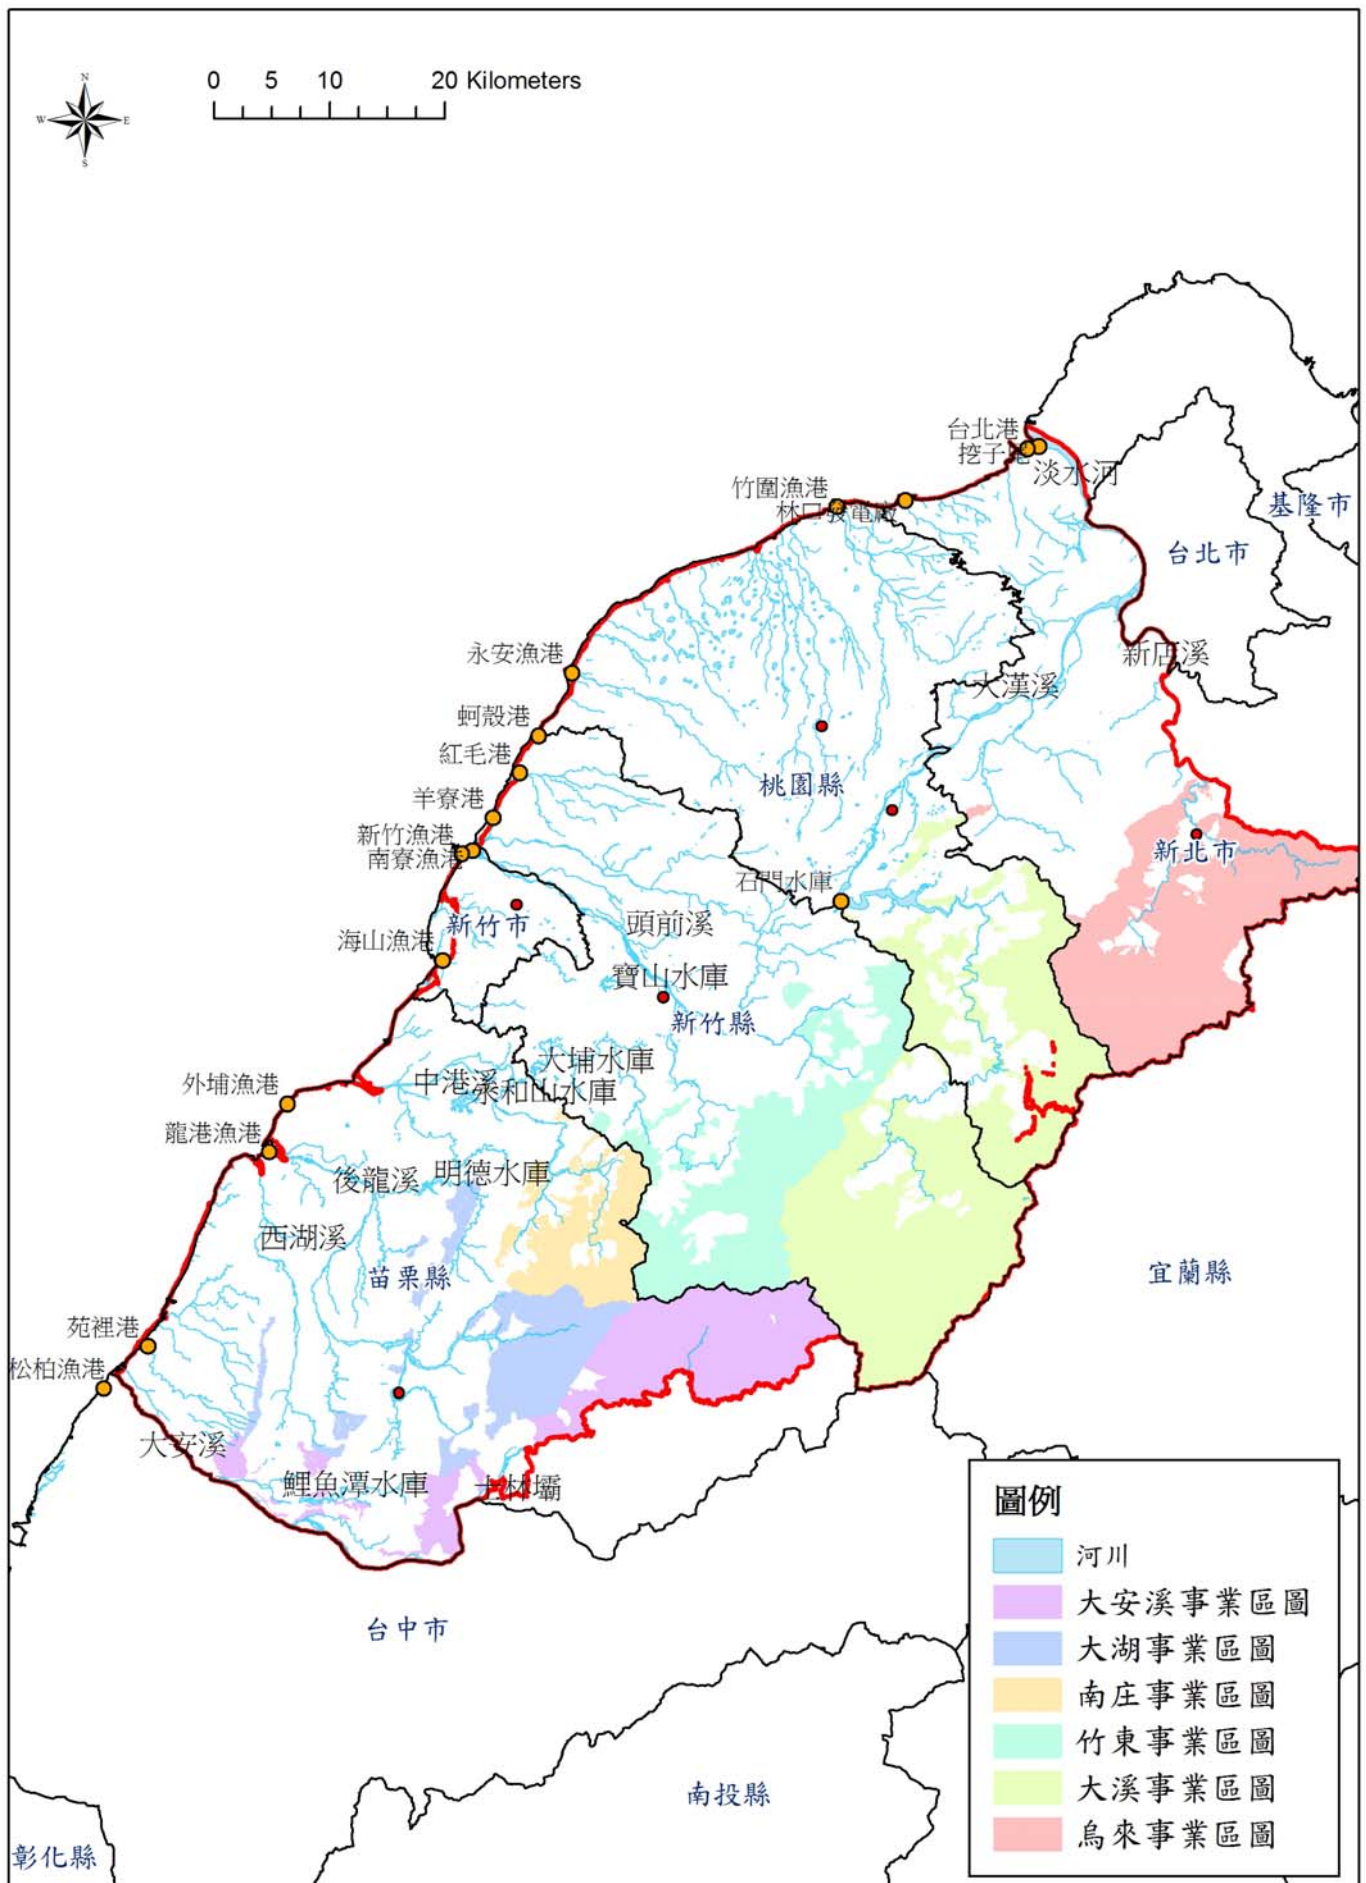 N
W E
S
0 5 10 20 Kilometers
台北港
挖子尾
淡水河
竹圍漁港
林口發電廠
基隆市
台北市
永安漁港
新店溪
大漢溪
蚵殼港
紅毛港
桃園縣
羊寮港
新竹漁港
南寮漁港
新北市
石門水庫
新竹市
頭前溪
海山漁港
寶山水庫
新竹縣
大埔水庫
中港溪
永和山水庫
外埔漁港
龍港漁港
後龍溪
明德水庫
西湖溪
苗栗縣
宜蘭縣
苑裡港
松柏漁港
大安溪
鯉魚潭水庫
士林壩
台中市
南投縣
彰化縣
圖例
河川
大安溪事業區圖
大湖事業區圖
南庄事業區圖
竹東事業區圖
大溪事業區圖
烏來事業區圖